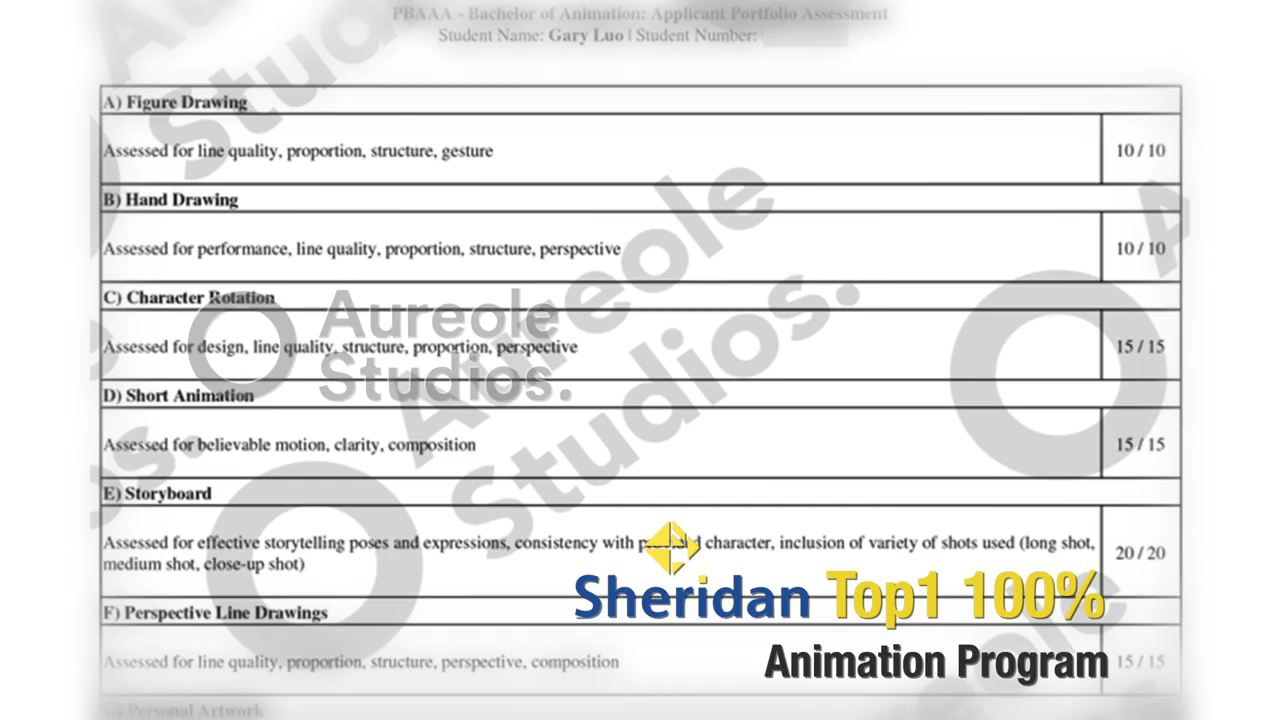 PBAAA - Bachelor of Animation: Applicant Portfolio Assessment
Student Name: Gary Luo | Student Number:
A) Figure Drawing
Assessed for line quality, proportion, structure, gesture
10 / 10
B) Hand Drawing
Assessed for performance, line quality, proportion, structure, perspective
10 / 10
C) Character Rotation
Assessed for design, line quality, structure, proportion, perspective
15 / 15
D) Short Animation
Assessed for believable motion, clarity, composition
15 / 15
E) Storyboard
Assessed for effective storytelling poses and expressions, consistency with character, inclusion of variety of shots used (long shot,
medium shot, close-up shot)
20 / 20
F) Perspective Line Drawings
Assessed for line quality, proportion, structure, perspective, composition
15 / 15
G) Personal Artwork
Aureole
Studios.
Aureole
Studios.
Sheridan Top1 100%
Animation Program